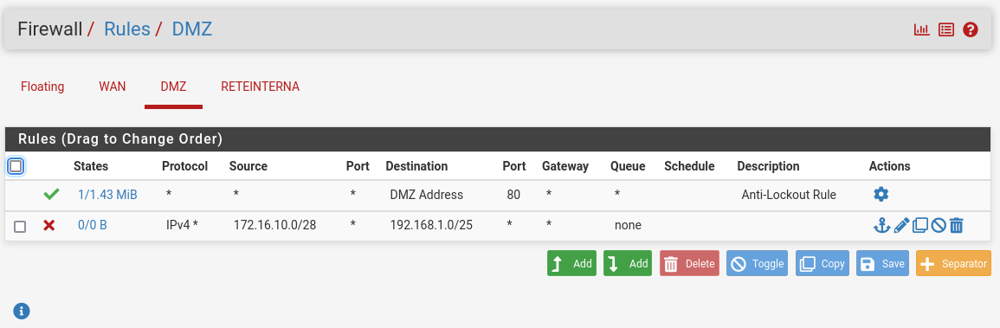 Firewall / Rules / DMZ
Floating WAN DMZ RETEINTERNA
Rules (Drag to Change Order)
States Protocol Source Port Destination Port Gateway Queue Schedule Description Actions
1/1.43 MiB * * * DMZ Address 80 * * Anti-Lockout Rule
0/0 B IPv4 * 172.16.10.0/28 * 192.168.1.0/25 * * none
Add Add Delete Toggle Copy Save Separator